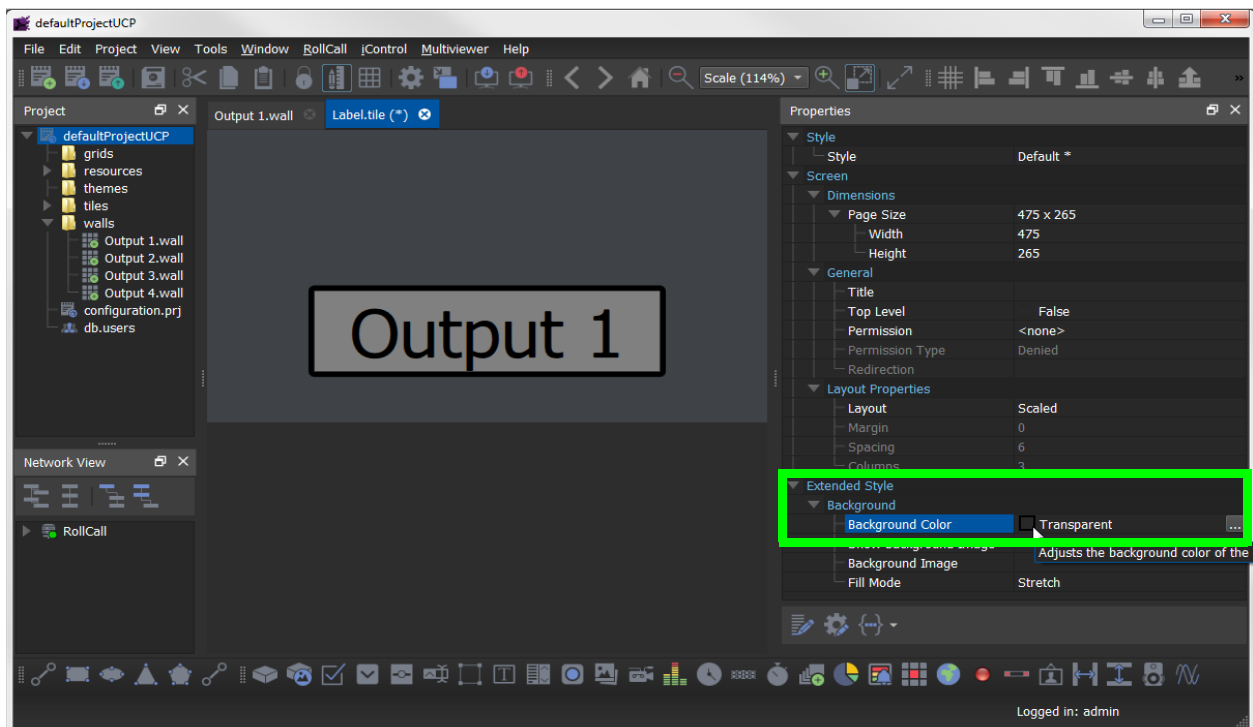 defaultProjectUCP
File Edit Project View Tools Window RollCall iControl Multiviewer Help
Scale (114%)
»
Project
defaultProjectUCP
grids
resources
themes
tiles
walls
Output 1.wall
Output 2.wall
Output 3.wall
Output 4.wall
configuration.prj
db.users
Network View
RollCall
Output 1.wall Label.tile (*)
Output 1
Properties
Style
Style Default *
Screen
Dimensions
Page Size 475 x 265
Width 475
Height 265
General
Title
Top Level False
Permission <none>
Permission Type Denied
Redirection
Layout Properties
Layout Scaled
Margin 0
Spacing 6
Columns 3
Extended Style
Background
Background Color Transparent ...
Show Background Image
Adjusts the background color of the
Background Image
Fill Mode Stretch
Logged in: admin